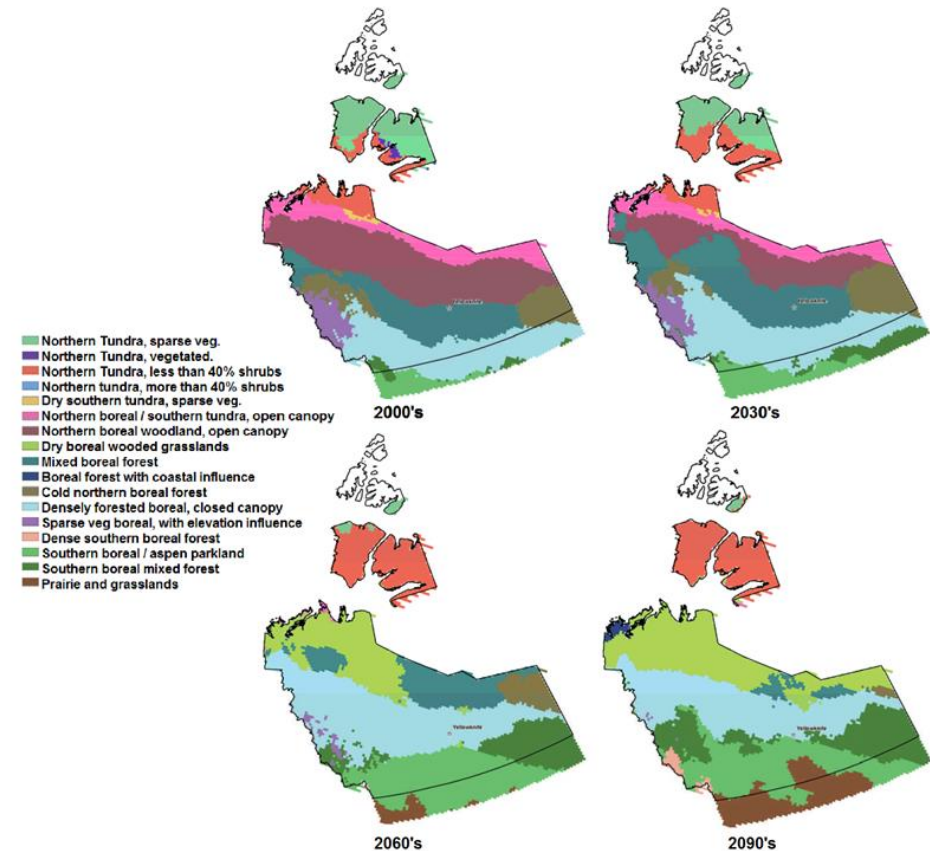 Northern Tundra, sparse veg.
Northern Tundra, vegetated.
Northern Tundra, less than 40% shrubs
Northern tundra, more than 40% shrubs
Dry southern tundra, sparse veg.
Northern boreal / southern tundra, open canopy
Northern boreal woodland, open canopy
Dry boreal wooded grasslands
Mixed boreal forest
Boreal forest with coastal influence
Cold northern boreal forest
Densely forested boreal, closed canopy
Sparse veg boreal, with elevation influence
Dense southern boreal forest
Southern boreal / aspen parkland
Southern boreal mixed forest
Prairie and grasslands
Yellowknife
2000's
Yellowknife
2030's
Yellowknife
2060's
Yellowknife
2090's